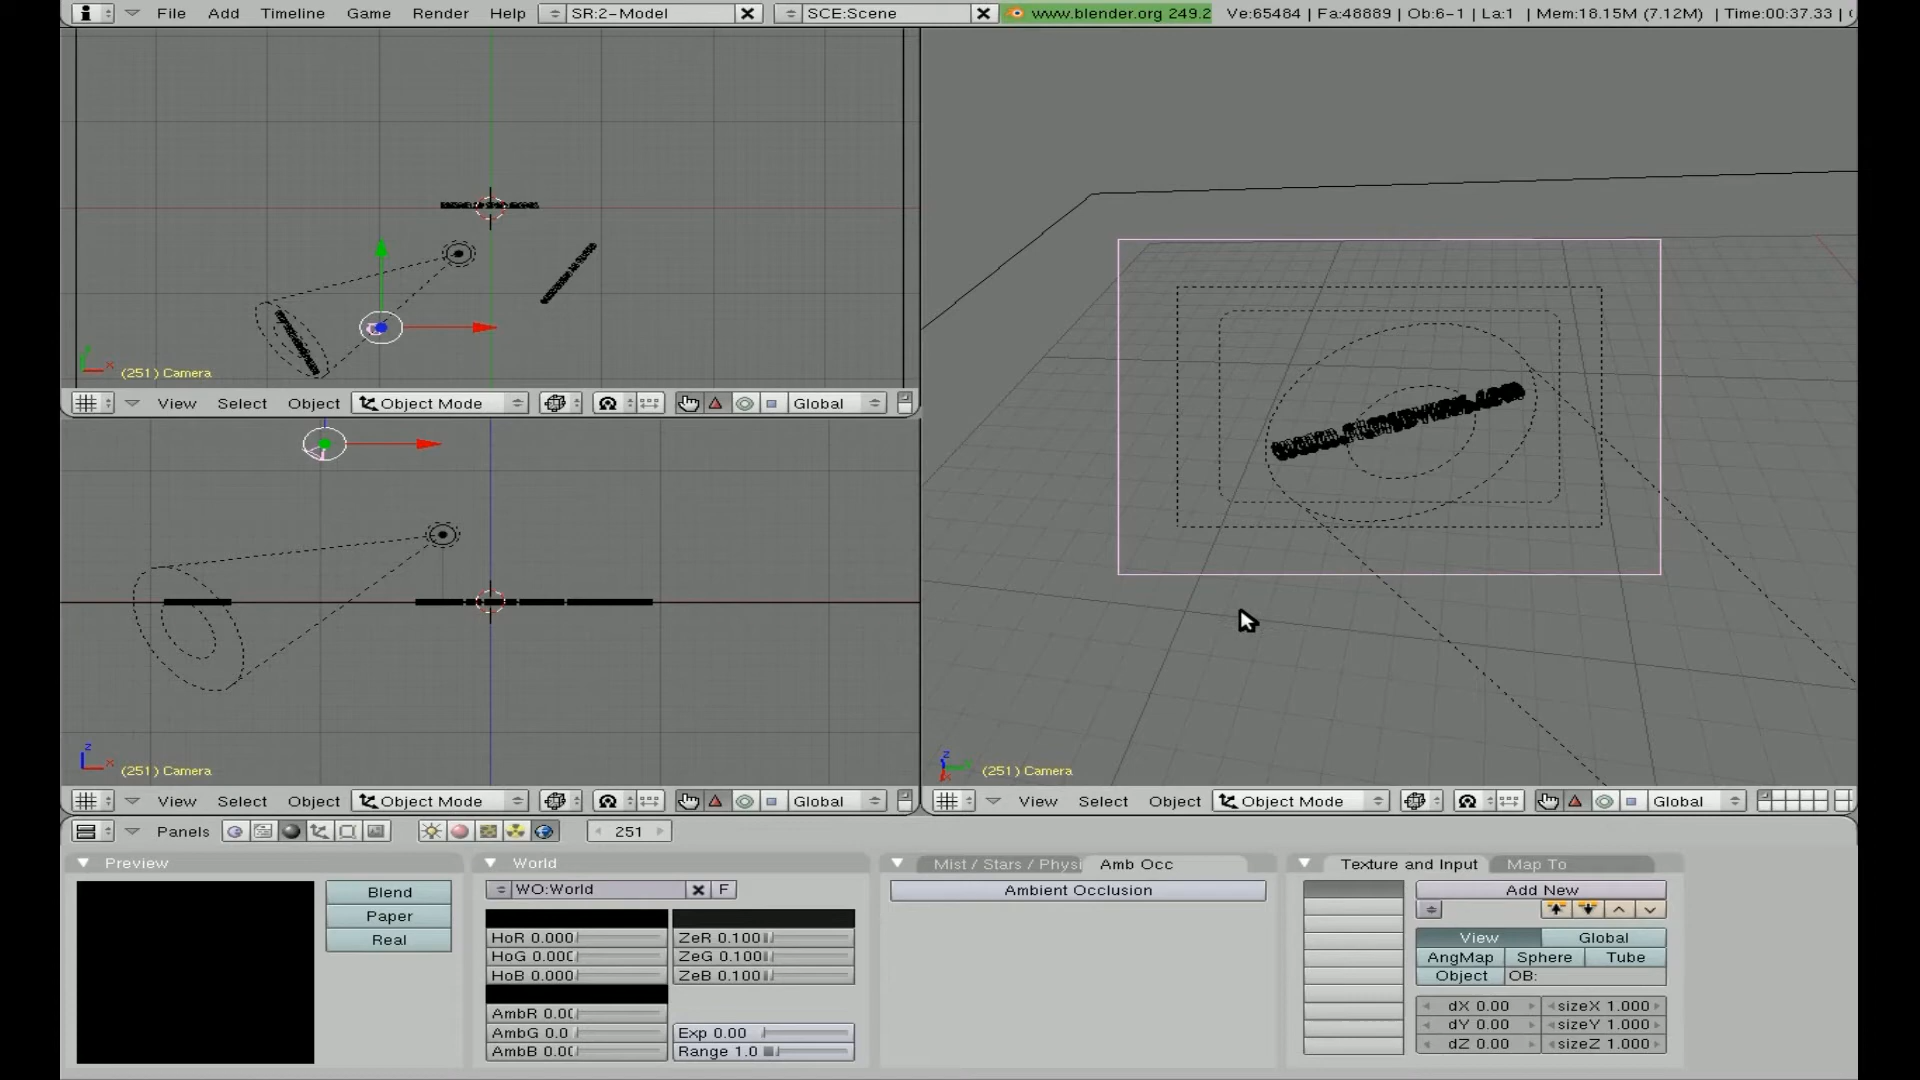 File Add Timeline Game Render Help SR:2-Model SCE:Scene www.blender.org 249.2 Ve:65484 | Fa:48889 | Ob:6-1 | La:1 | Mem:18.15M (7.12M) | Time:00:37.33 |
(251) Camera
View Select Object Object Mode Global
(251) Camera
(251) Camera
View Select Object Object Mode Global
View Select Object Object Mode Global
Panels 251
Preview
World
Mist / Stars / Physi Amb Occ
Texture and Input Map To
Blend
Paper
Real
WO:World F
HoR 0.000
HoG 0.000
HoB 0.000
ZeR 0.100
ZeG 0.100
ZeB 0.100
AmbR 0.00
AmbG 0.0
AmbB 0.00
Exp 0.00
Range 1.0
Ambient Occlusion
Add New
View Global
AngMap Sphere Tube
Object OB:
dX 0.00 sizeX 1.000
dY 0.00 sizeY 1.000
dZ 0.00 sizeZ 1.000